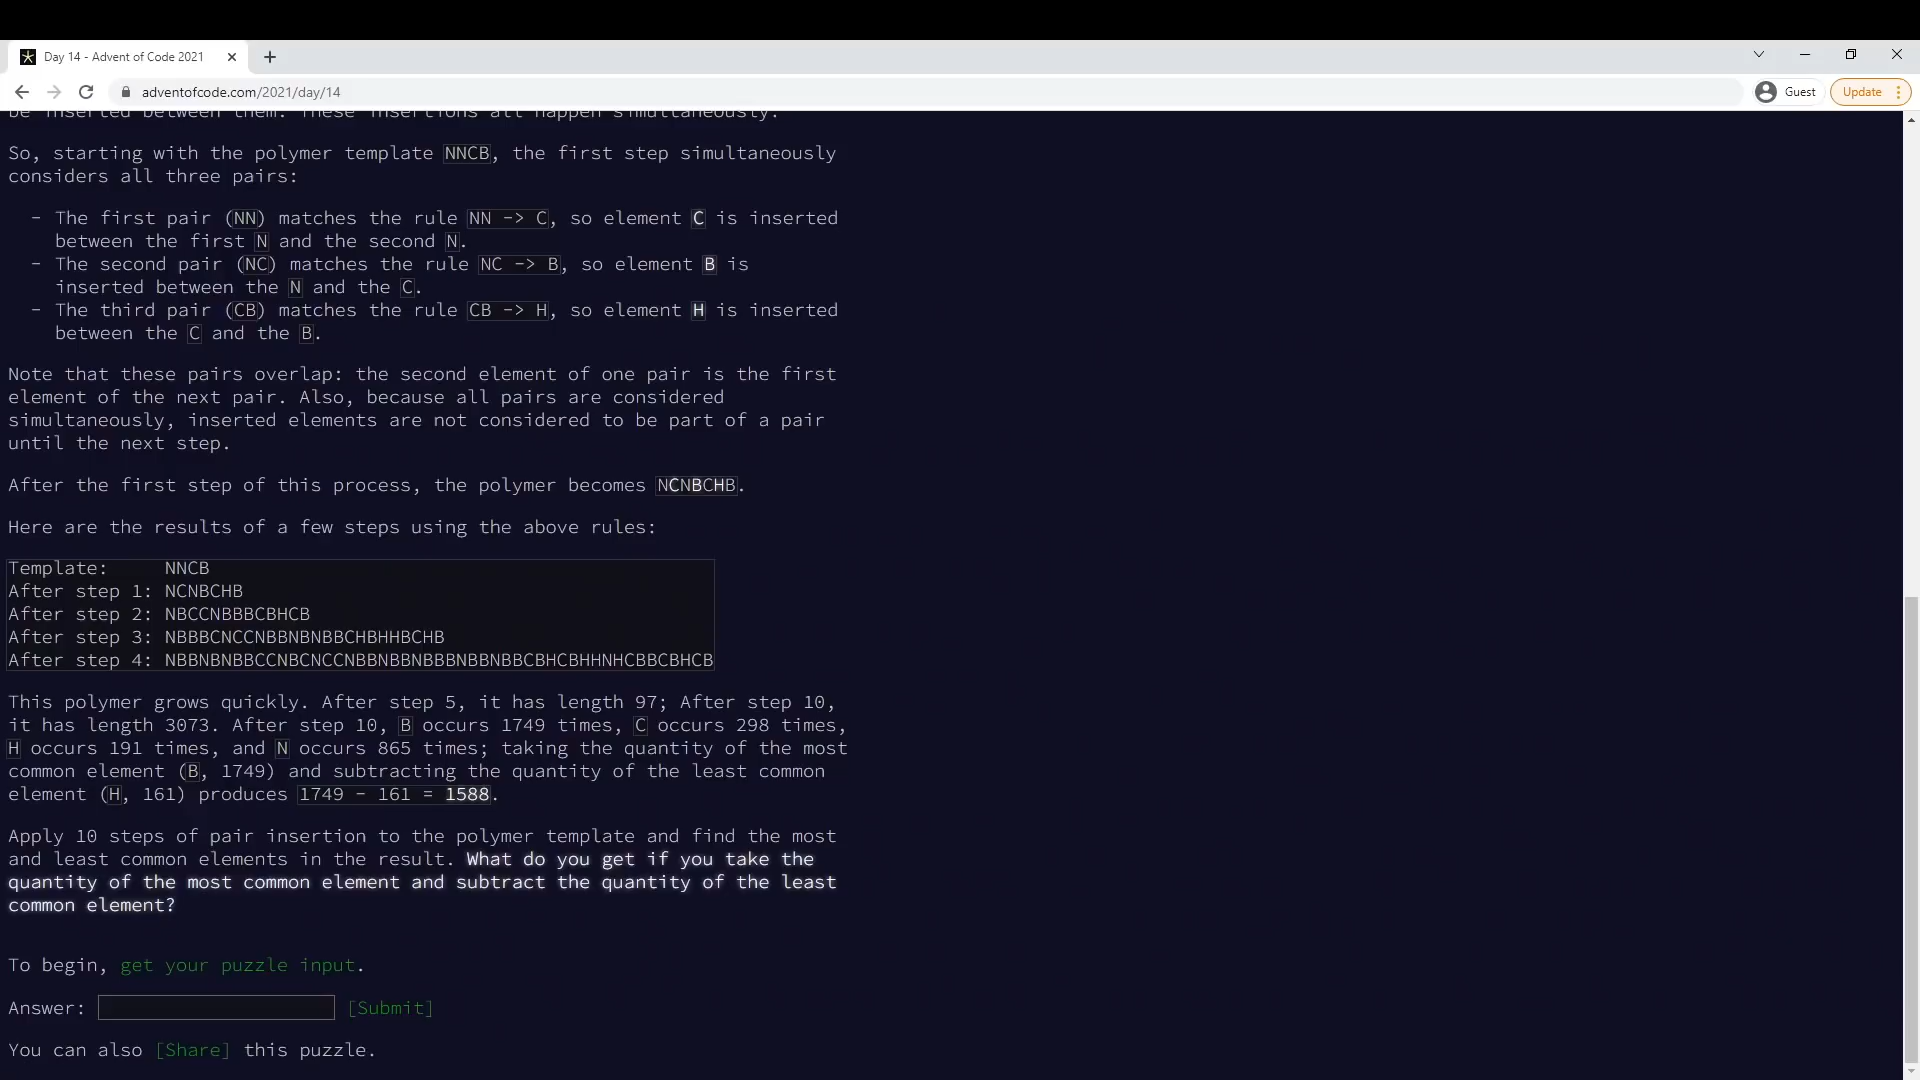 Day 14 - Advent of Code 2021
adventofcode.com/2021/day/14
Guest
Update
be inserted between them. These insertions all happen simultaneously.
So, starting with the polymer template NNCB, the first step simultaneously
considers all three pairs:
- The first pair (NN) matches the rule NN -> C, so element C is inserted
between the first N and the second N.
- The second pair (NC) matches the rule NC -> B, so element B is
inserted between the N and the C.
- The third pair (CB) matches the rule CB -> H, so element H is inserted
between the C and the B.
Note that these pairs overlap: the second element of one pair is the first
element of the next pair. Also, because all pairs are considered
simultaneously, inserted elements are not considered to be part of a pair
until the next step.
After the first step of this process, the polymer becomes NCNBCHB.
Here are the results of a few steps using the above rules:
Template:     NNCB
After step 1: NCNBCHB
After step 2: NBCCNBBBCBHCB
After step 3: NBBBCNCCNBBNBNBBCHBHHBCHB
After step 4: NBBNBNBBCCNBCNCCNBBNBBNBBBNBBNBBCBHCBHHNHCBBCBHCB
This polymer grows quickly. After step 5, it has length 97; After step 10,
it has length 3073. After step 10, B occurs 1749 times, C occurs 298 times,
H occurs 191 times, and N occurs 865 times; taking the quantity of the most
common element (B, 1749) and subtracting the quantity of the least common
element (H, 161) produces 1749 - 161 = 1588.
Apply 10 steps of pair insertion to the polymer template and find the most
and least common elements in the result. What do you get if you take the
quantity of the most common element and subtract the quantity of the least
common element?
To begin, get your puzzle input.
Answer: [Submit]
You can also [Share] this puzzle.